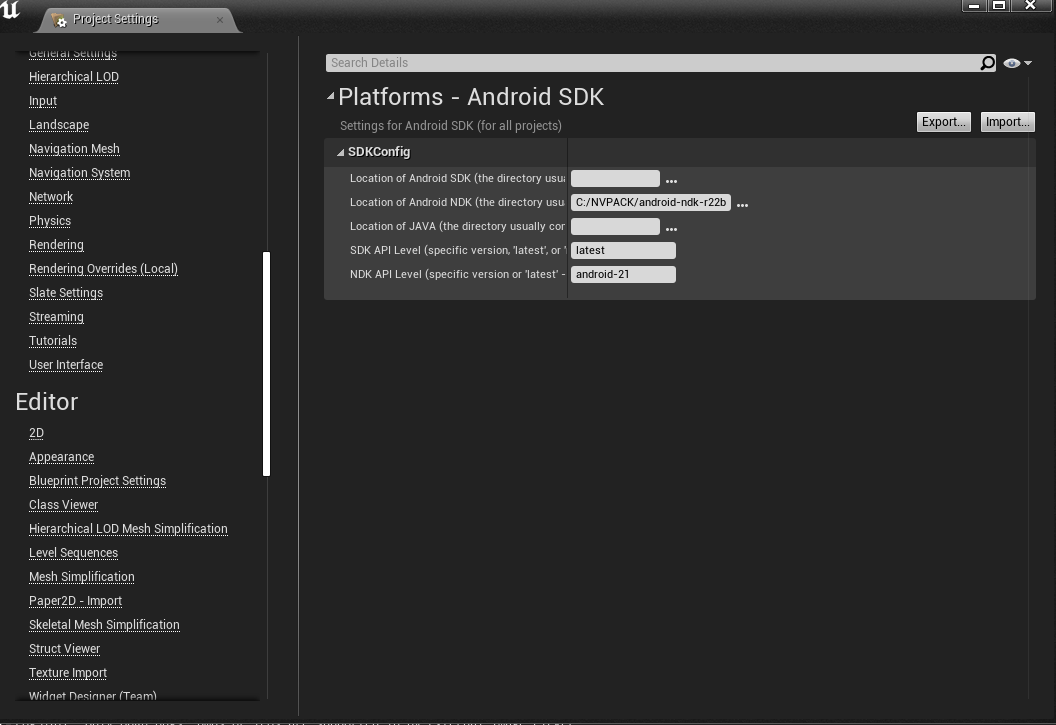 Project Settings
General Settings
Hierarchical LOD
Input
Landscape
Navigation Mesh
Navigation System
Network
Physics
Rendering
Rendering Overrides (Local)
Slate Settings
Streaming
Tutorials
User Interface
Editor
2D
Appearance
Blueprint Project Settings
Class Viewer
Hierarchical LOD Mesh Simplification
Level Sequences
Mesh Simplification
Paper2D - Import
Skeletal Mesh Simplification
Struct Viewer
Texture Import
Widget Designer (Team)
Search Details
Platforms - Android SDK
Settings for Android SDK (for all projects)
Export... Import...
SDKConfig
Location of Android SDK (the directory usua ...
Location of Android NDK (the directory usua C:/NVPACK/android-ndk-r22b ...
Location of JAVA (the directory usually con ...
SDK API Level (specific version, 'latest', or ' latest
NDK API Level (specific version or 'latest' - android-21